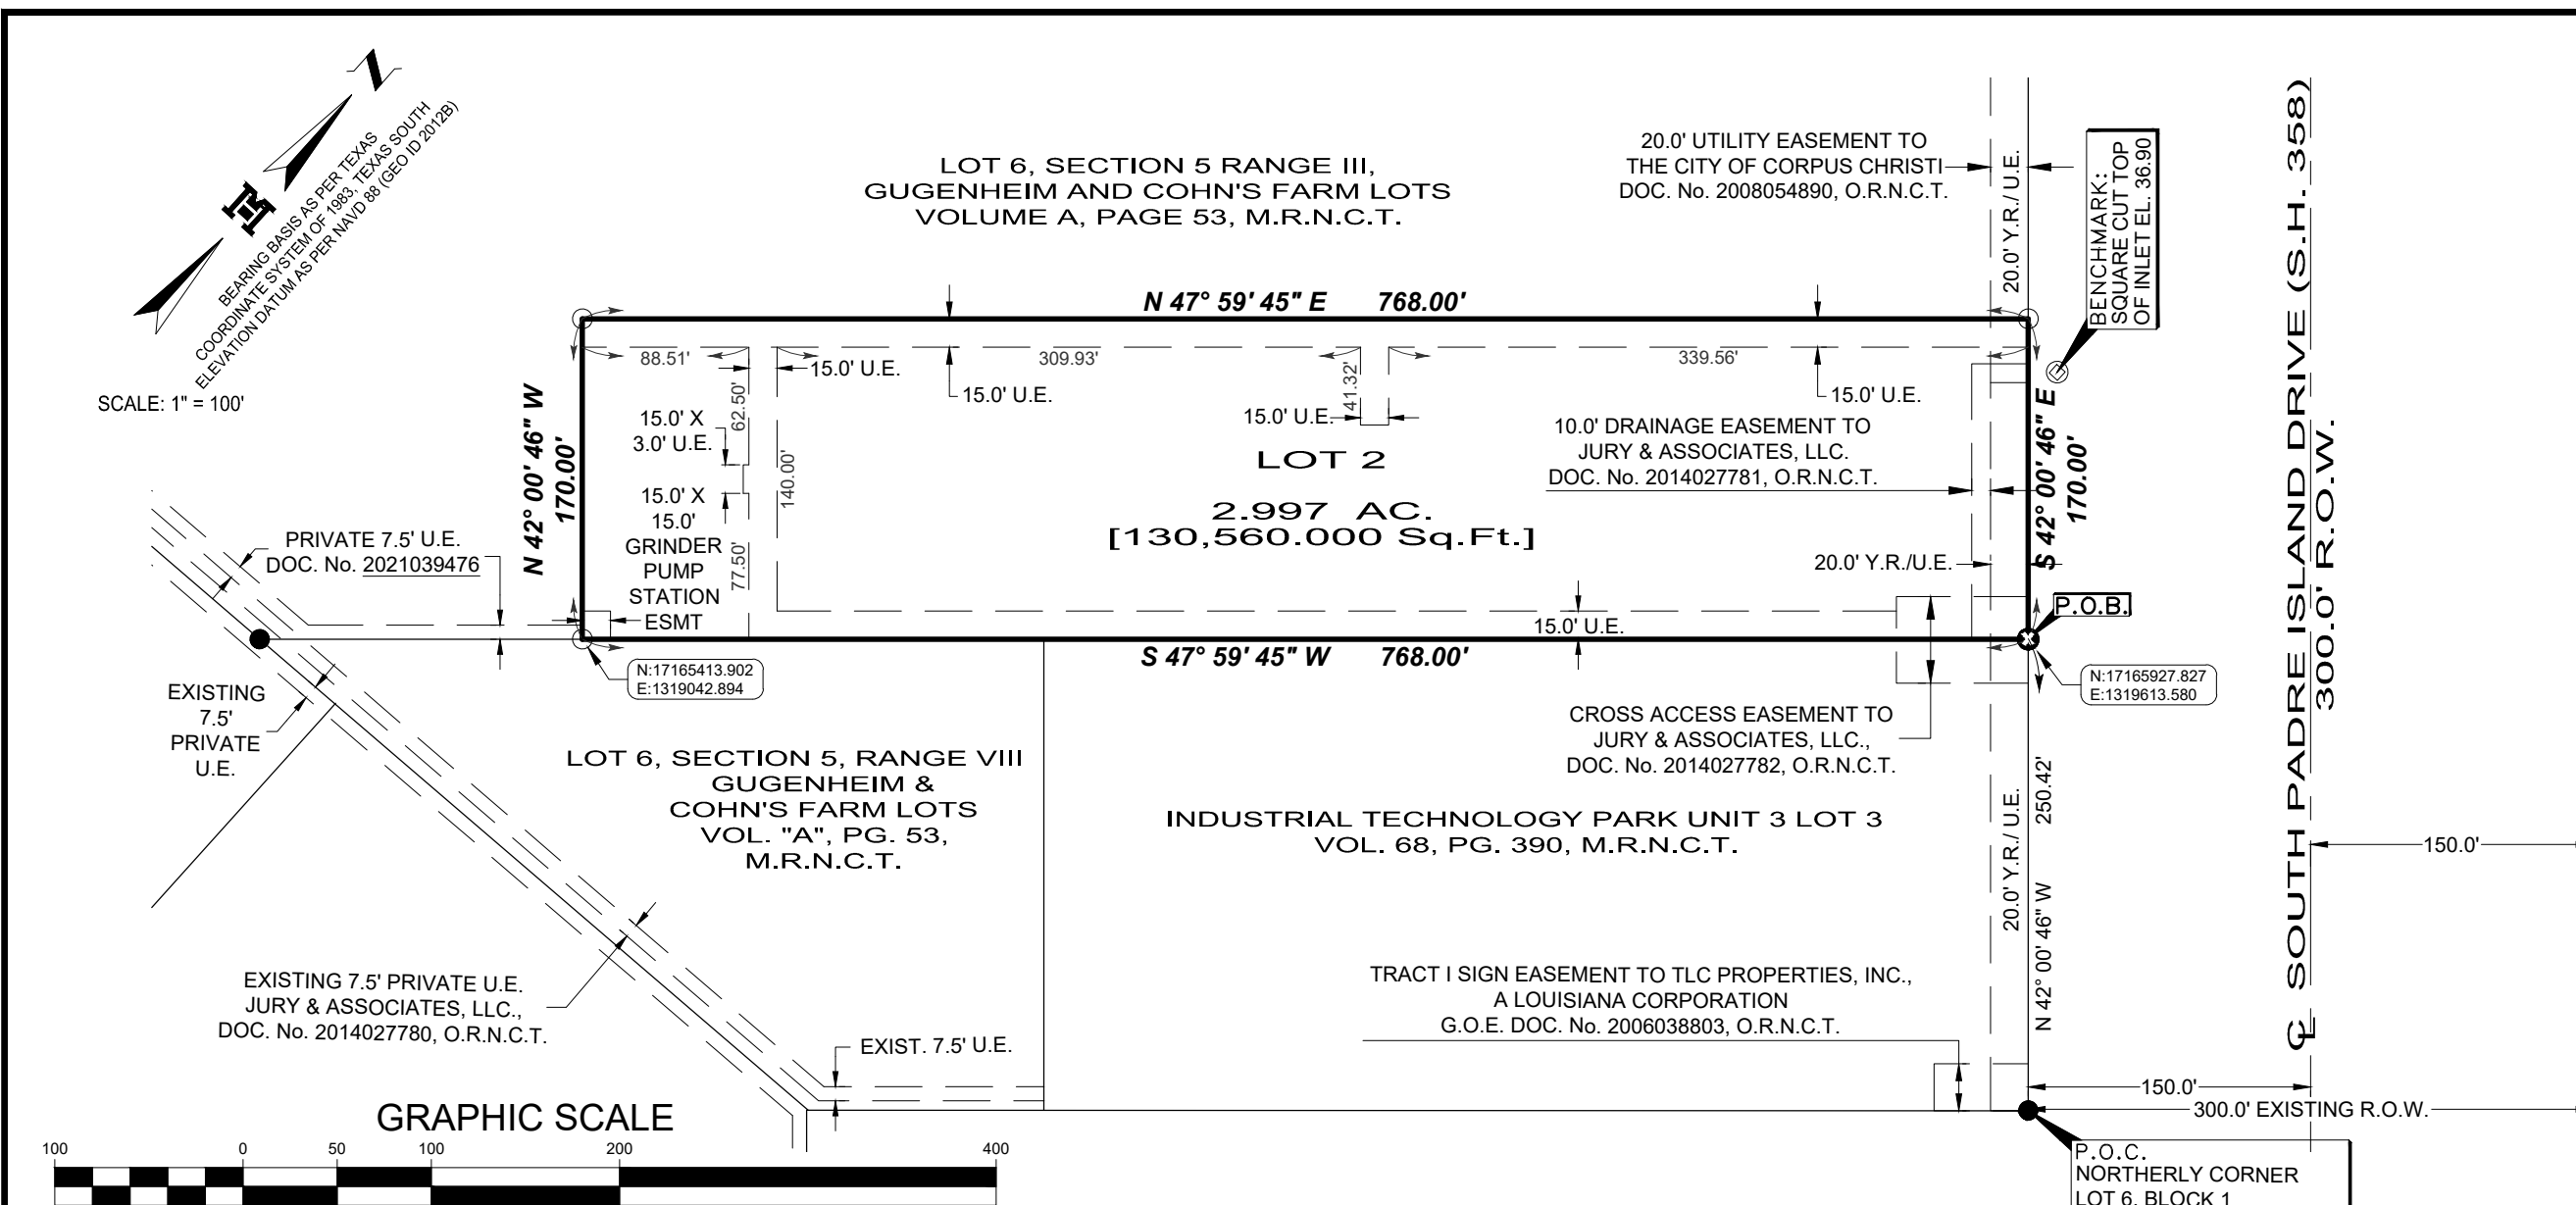 N
BEARING BASIS AS PER TEXAS
COORDINATE SYSTEM OF 1983, TEXAS SOUTH
ELEVATION DATUM AS PER NAVD 88 (GEO ID 2012B)
SCALE: 1" = 100'
LOT 6, SECTION 5 RANGE III,
GUGENHEIM AND COHN'S FARM LOTS
VOLUME A, PAGE 53, M.R.N.C.T.
20.0' UTILITY EASEMENT TO
THE CITY OF CORPUS CHRISTI
DOC. No. 2008054890, O.R.N.C.T.
20.0' Y.R./ U.E.
BENCHMARK:
SQUARE CUT TOP
OF INLET EL. 36.90
SOUTH PADRE ISLAND DRIVE (S.H. 358)
300.0' R.O.W.
N 47° 59' 45" E 768.00'
88.51'
15.0' U.E.
309.93'
339.56'
15.0' U.E.
15.0' U.E.
41.32'
15.0' U.E.
62.50'
15.0' X
3.0' U.E.
140.00'
15.0' X
15.0'
GRINDER
PUMP
STATION
ESMT
77.50'
N 42° 00' 46" W
170.00'
LOT 2
2.997 AC.
[130,560.000 Sq.Ft.]
10.0' DRAINAGE EASEMENT TO
JURY & ASSOCIATES, LLC.
DOC. No. 2014027781, O.R.N.C.T.
S 42° 00' 46" E
170.00'
20.0' Y.R./U.E.
P.O.B.
15.0' U.E.
PRIVATE 7.5' U.E.
DOC. No. 2021039476
S 47° 59' 45" W 768.00'
N:17165413.902
E:1319042.894
N:17165927.827
E:1319613.580
EXISTING
7.5'
PRIVATE
U.E.
LOT 6, SECTION 5, RANGE VIII
GUGENHEIM &
COHN'S FARM LOTS
VOL. "A", PG. 53,
M.R.N.C.T.
CROSS ACCESS EASEMENT TO
JURY & ASSOCIATES, LLC.,
DOC. No. 2014027782, O.R.N.C.T.
INDUSTRIAL TECHNOLOGY PARK UNIT 3 LOT 3
VOL. 68, PG. 390, M.R.N.C.T.
20.0' Y.R./ U.E.
N 42° 00' 46" W 250.42'
150.0'
EXISTING 7.5' PRIVATE U.E.
JURY & ASSOCIATES, LLC.,
DOC. No. 2014027780, O.R.N.C.T.
TRACT I SIGN EASEMENT TO TLC PROPERTIES, INC.,
A LOUISIANA CORPORATION
G.O.E. DOC. No. 2006038803, O.R.N.C.T.
EXIST. 7.5' U.E.
150.0'
300.0' EXISTING R.O.W.
P.O.C.
NORTHERLY CORNER
LOT 6, BLOCK 1
GRAPHIC SCALE
100 0 50 100 200 400